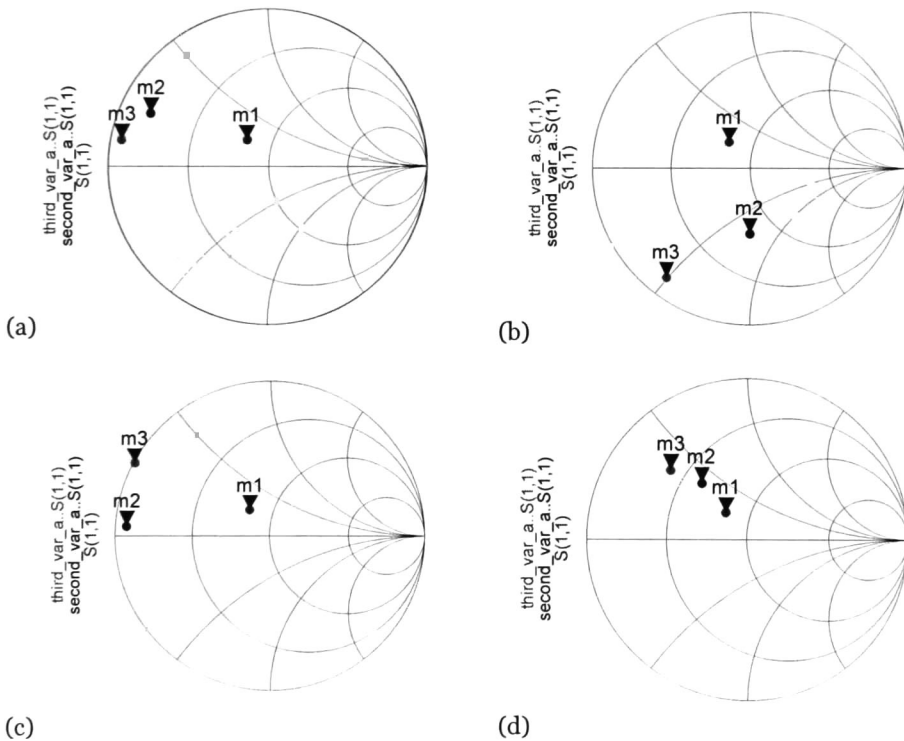 third_var_a..S(1,1)
second_var_a..S(1,1)
S(1,1)
m3
m2
m1
(a)
third_var_a..S(1,1)
second_var_a..S(1,1)
S(1,1)
m1
m2
m3
(b)
third_var_a..S(1,1)
second_var_a..S(1,1)
S(1,1)
m3
m2
m1
(c)
third_var_a..S(1,1)
second_var_a..S(1,1)
S(1,1)
m3
m2
m1
(d)